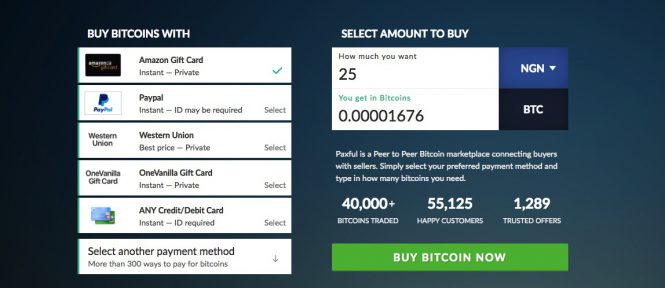 BUY BITCOINS WITH
amazon
giftcard
Amazon Gift Card
Instant — Private
PayPal
Paypal
Instant — ID may be required
Select
Western
Union
Western Union
Best price — Private
Select
OneVanilla
Gift Card
OneVanilla Gift Card
Instant — Private
Select
ANY Credit/Debit Card
Instant — ID required
Select
Select another payment method
More than 300 ways to pay for bitcoins
SELECT AMOUNT TO BUY
How much you want
25
NGN
You get in Bitcoins
0.00001676
BTC
Paxful is a Peer to Peer Bitcoin marketplace connecting buyers
with sellers. Simply select your preferred payment method and
type in how many bitcoins you need.
40,000+
BITCOINS TRADED
55,125
HAPPY CUSTOMERS
1,289
TRUSTED OFFERS
BUY BITCOIN NOW